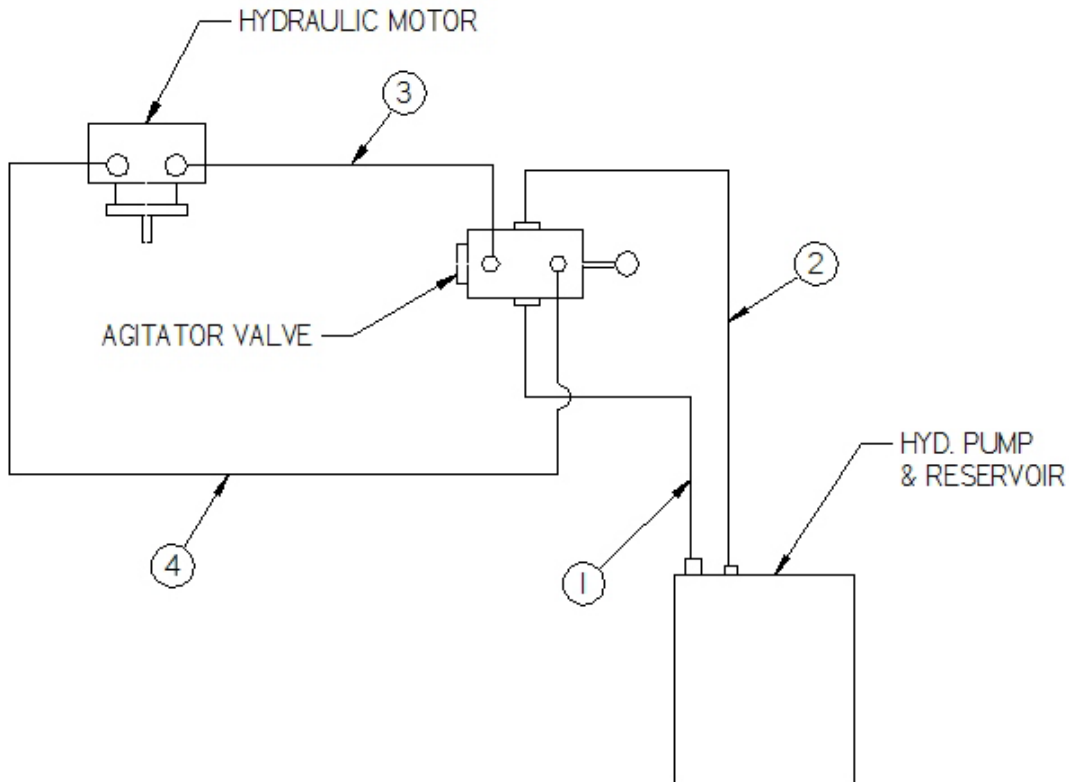 HYDRAULIC MOTOR
3
2
AGITATOR VALVE
HYD. PUMP
& RESERVOIR
4
1